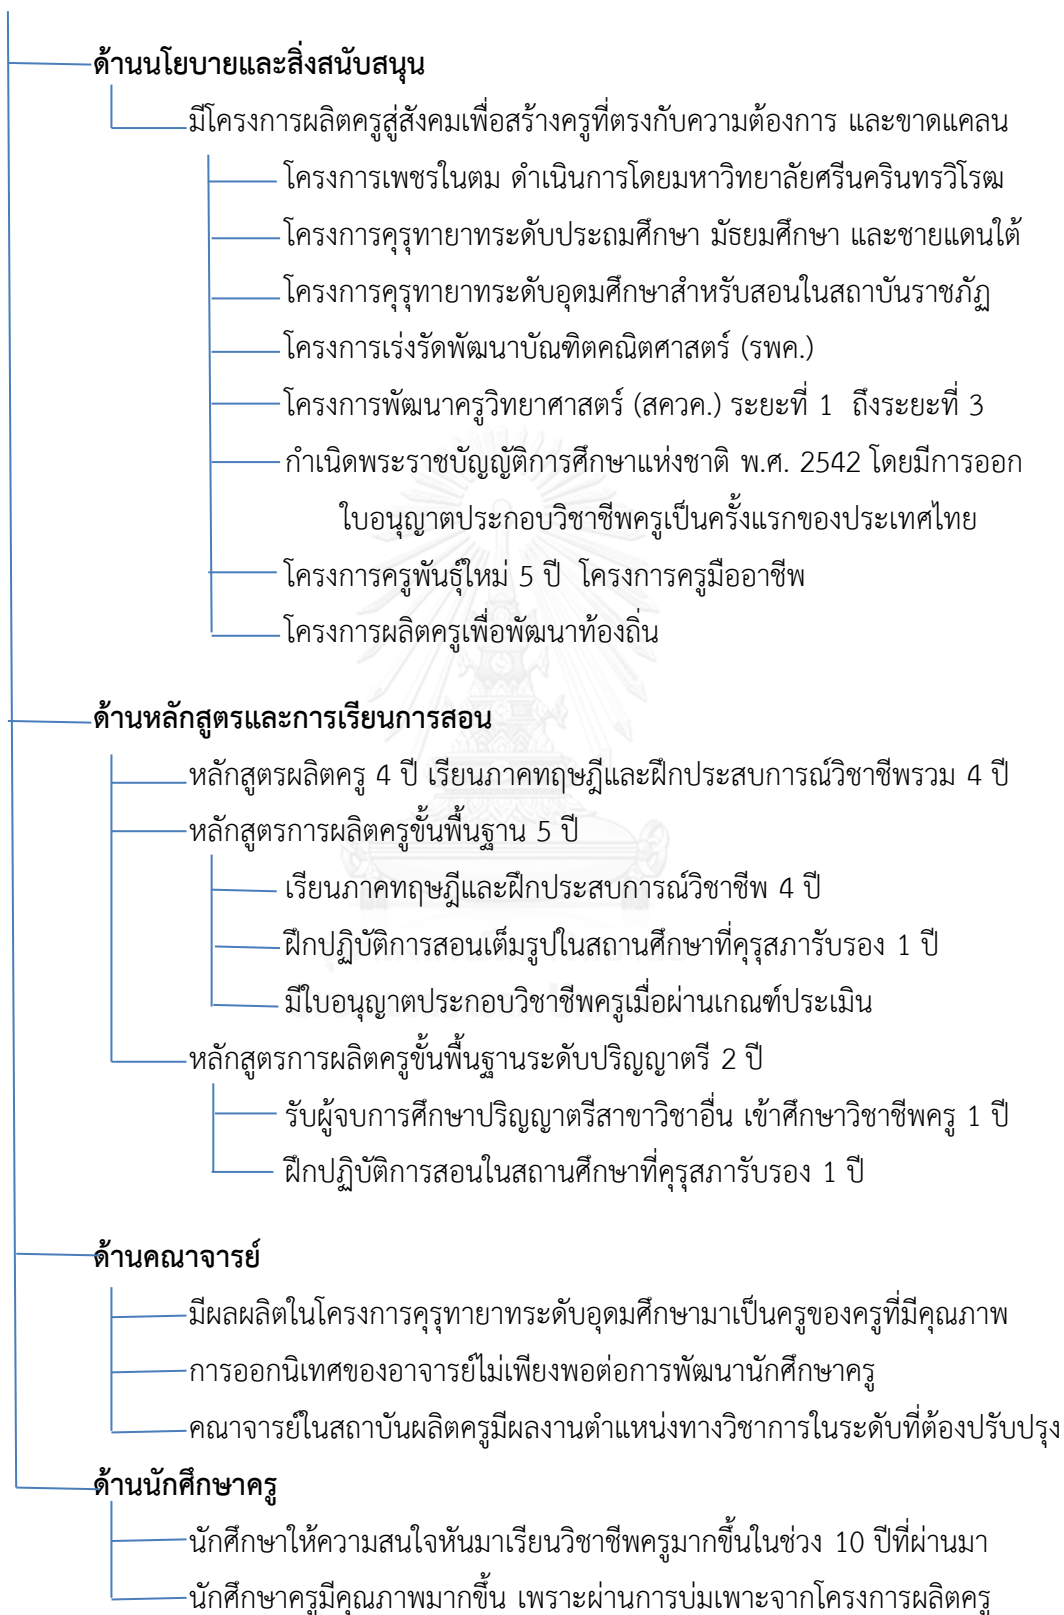 ด้านนโยบายและสิ่งสนับสนุน
มีโครงการผลิตครูสู่สังคมเพื่อสร้างครูที่ตรงกับความต้องการ และขาดแคลน
โครงการเพชรในตม ดำเนินการโดยมหาวิทยาลัยศรีนครินทรวิโรฒ
โครงการคุรุทายาทระดับประถมศึกษา มัธยมศึกษา และชายแดนใต้
โครงการคุรุทายาทระดับอุดมศึกษาสำหรับสอนในสถาบันราชภัฏ
โครงการเร่งรัดพัฒนาบัณฑิตคณิตศาสตร์ (รพค.)
โครงการพัฒนาครูวิทยาศาสตร์ (สควค.) ระยะที่ 1 ถึงระยะที่ 3
กำเนิดพระราชบัญญัติการศึกษาแห่งชาติ พ.ศ. 2542 โดยมีการออก
ใบอนุญาตประกอบวิชาชีพครูเป็นครั้งแรกของประเทศไทย
โครงการครูพันธุ์ใหม่ 5 ปี โครงการครูมืออาชีพ
โครงการผลิตครูเพื่อพัฒนาท้องถิ่น
ด้านหลักสูตรและการเรียนการสอน
หลักสูตรผลิตครู 4 ปี เรียนภาคทฤษฎีและฝึกประสบการณ์วิชาชีพรวม 4 ปี
หลักสูตรการผลิตครูขั้นพื้นฐาน 5 ปี
เรียนภาคทฤษฎีและฝึกประสบการณ์วิชาชีพ 4 ปี
ฝึกปฏิบัติการสอนเต็มรูปในสถานศึกษาที่คุรุสภารับรอง 1 ปี
มีใบอนุญาตประกอบวิชาชีพครูเมื่อผ่านเกณฑ์ประเมิน
หลักสูตรการผลิตครูขั้นพื้นฐานระดับปริญญาตรี 2 ปี
รับผู้จบการศึกษาปริญญาตรีสาขาวิชาอื่น เข้าศึกษาวิชาชีพครู 1 ปี
ฝึกปฏิบัติการสอนในสถานศึกษาที่คุรุสภารับรอง 1 ปี
ด้านคณาจารย์
มีผลผลิตในโครงการคุรุทายาทระดับอุดมศึกษามาเป็นครูของครูที่มีคุณภาพ
การออกนิเทศของอาจารย์ไม่เพียงพอต่อการพัฒนานักศึกษาครู
คณาจารย์ในสถาบันผลิตครูมีผลงานตำแหน่งทางวิชาการในระดับที่ต้องปรับปรุง
ด้านนักศึกษาครู
นักศึกษาให้ความสนใจหันมาเรียนวิชาชีพครูมากขึ้นในช่วง 10 ปีที่ผ่านมา
นักศึกษาครูมีคุณภาพมากขึ้น เพราะผ่านการบ่มเพาะจากโครงการผลิตครู